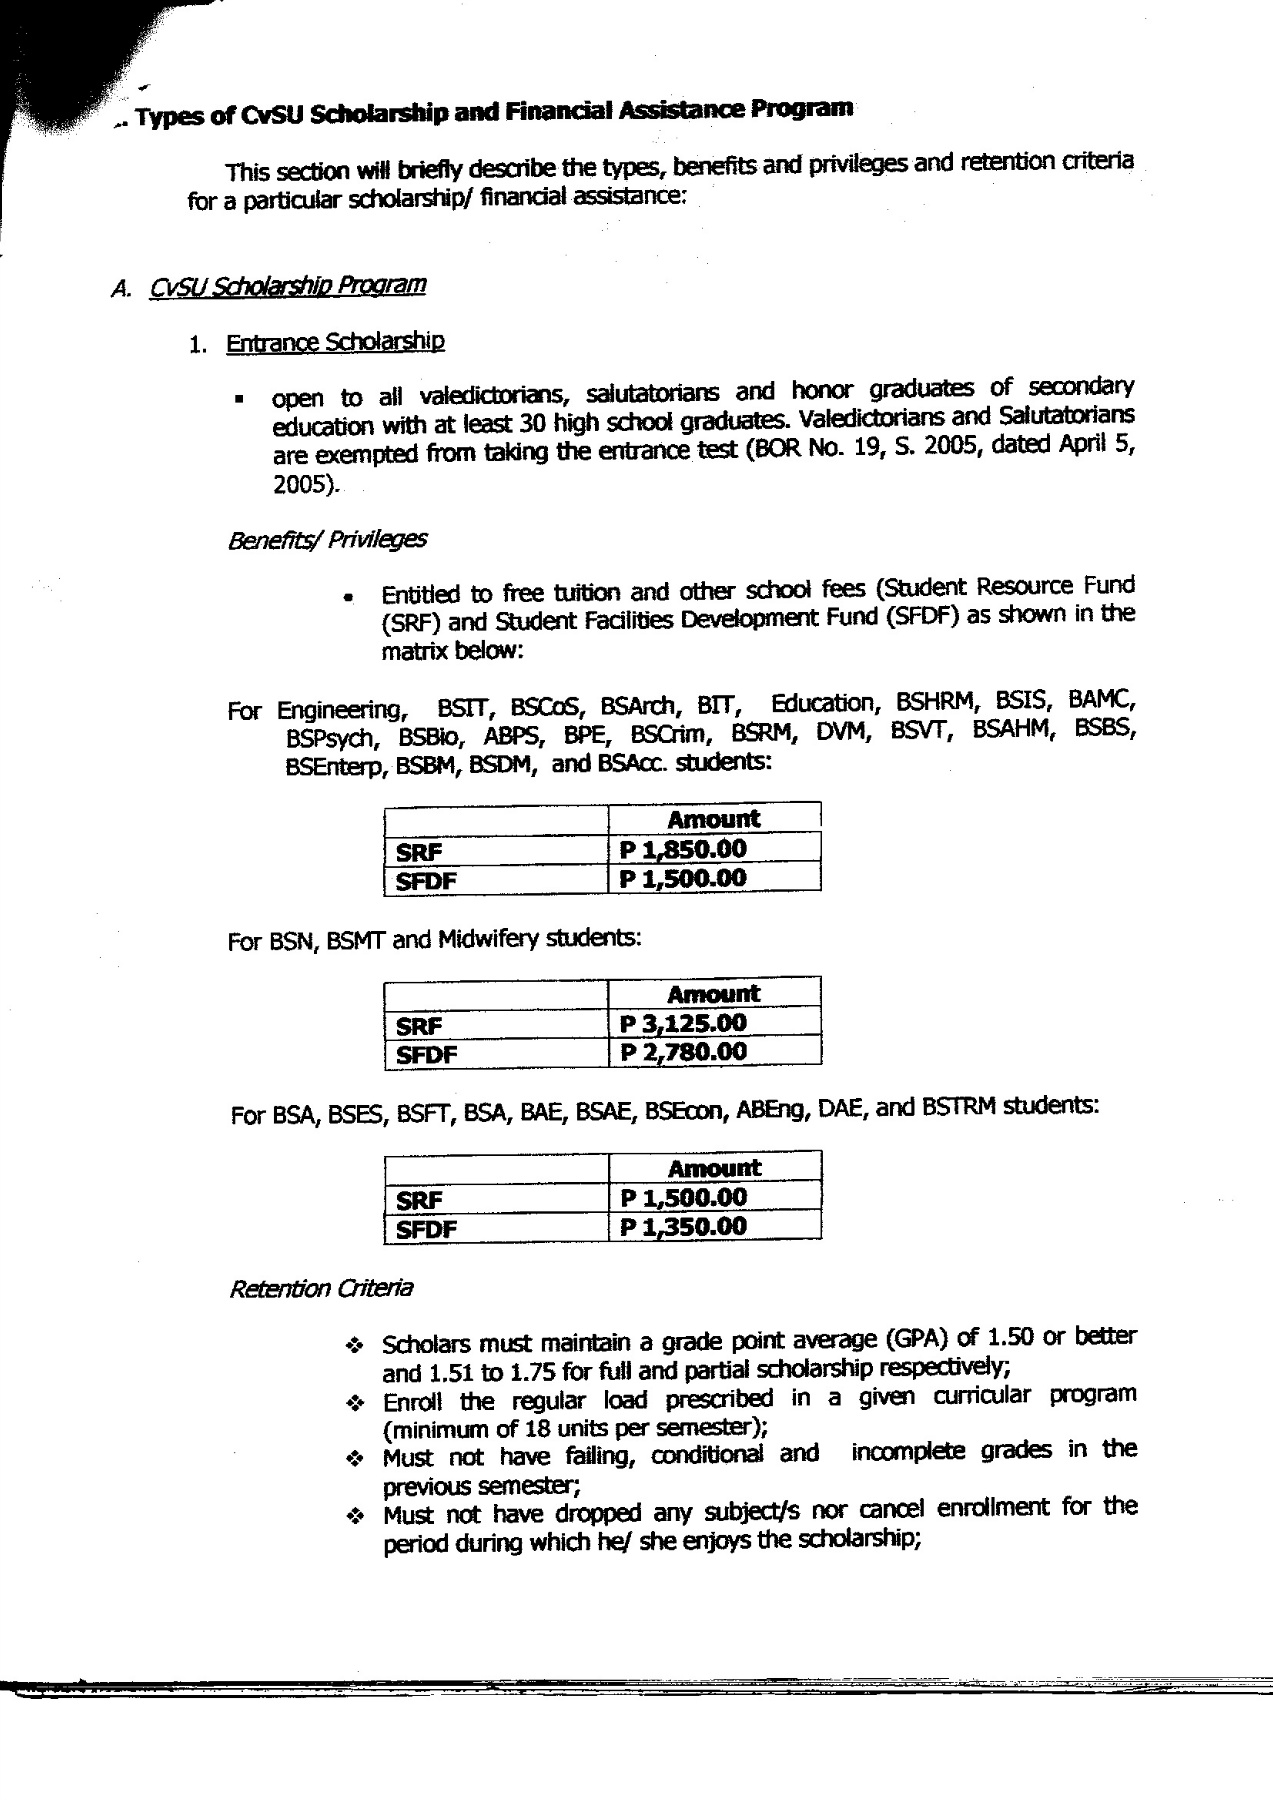 Types of CvSU Scholarship and Financial Assistance Program
This section will briefly describe the types, benefits and privileges and retention criteria
for a particular scholarship/ financial assistance:
A. CvSU Scholarship Program
1. Entrance Scholarship
▪ open to all valedictorians, salutatorians and honor graduates of secondary
education with at least 30 high school graduates. Valedictorians and Salutatorians
are exempted from taking the entrance test (BOR No. 19, S. 2005, dated April 5,
2005).
Benefits/ Privileges
▪ Entitled to free tuition and other school fees (Student Resource Fund
(SRF) and Student Facilities Development Fund (SFDF) as shown in the
matrix below:
For Engineering, BSIT, BSCoS, BSArch, BIT, Education, BSHRM, BSIS, BAMC,
BSPsych, BSBio, ABPS, BPE, BSCrim, BSRM, DVM, BSVT, BSAHM, BSBS,
BSEnterp, BSBM, BSDM, and BSAcc. students:
Amount
SRF P 1,850.00
SFDF P 1,500.00
For BSN, BSMT and Midwifery students:
Amount
SRF P 3,125.00
SFDF P 2,780.00
For BSA, BSES, BSFT, BSA, BAE, BSAE, BSEcon, ABEng, DAE, and BSTRM students:
Amount
SRF P 1,500.00
SFDF P 1,350.00
Retention Criteria
❖ Scholars must maintain a grade point average (GPA) of 1.50 or better
and 1.51 to 1.75 for full and partial scholarship respectively;
❖ Enroll the regular load prescribed in a given curricular program
(minimum of 18 units per semester);
❖ Must not have failing, conditional and incomplete grades in the
previous semester;
❖ Must not have dropped any subject/s nor cancel enrollment for the
period during which he/ she enjoys the scholarship;